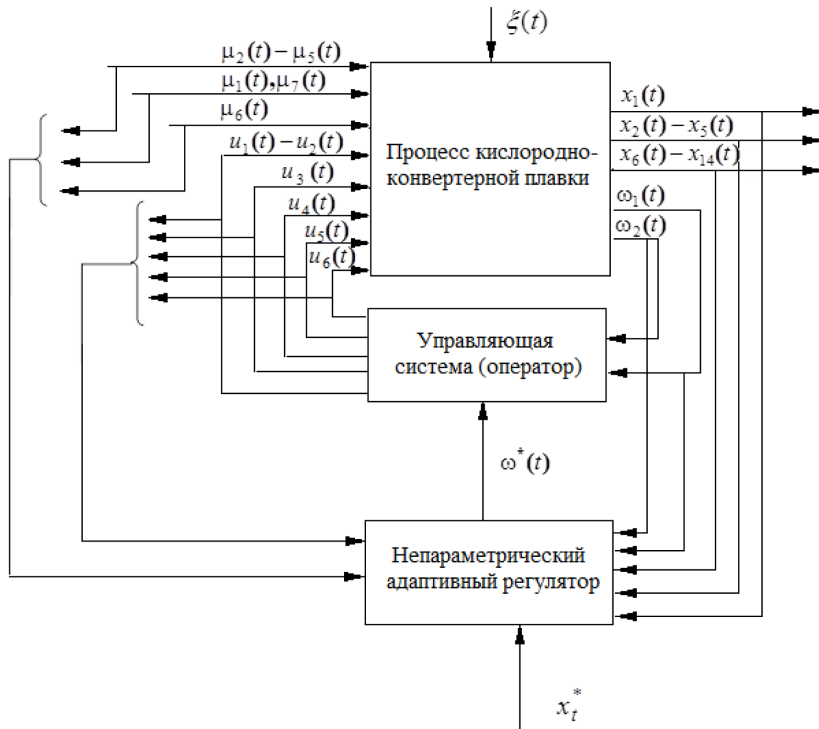 ξ(t)
μ₂(t) – μ₅(t)
μ₁(t), μ₇(t)
μ₆(t)
u₁(t) – u₂(t)
u₃(t)
u₄(t)
u₅(t)
u₆(t)
Процесс кислородно-
конвертерной плавки
x₁(t)
x₂(t) – x₅(t)
x₆(t) – x₁₄(t)
ω₁(t)
ω₂(t)
Управляющая
система (оператор)
ω*(t)
Непараметрический
адаптивный регулятор
xₜ*